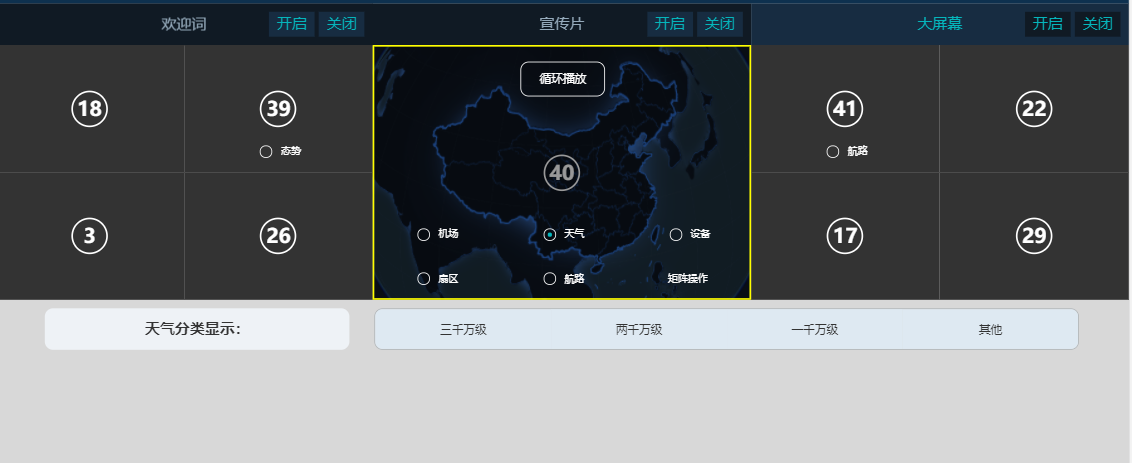 欢迎词 开启 关闭 宣传片 开启 关闭 大屏幕 开启 关闭
循环播放
18 39 41 22
态势 航路
40
3 26 17 29
机场 天气 设备
扇区 航路 矩阵操作
天气分类显示: 三千万级 两千万级 一千万级 其他